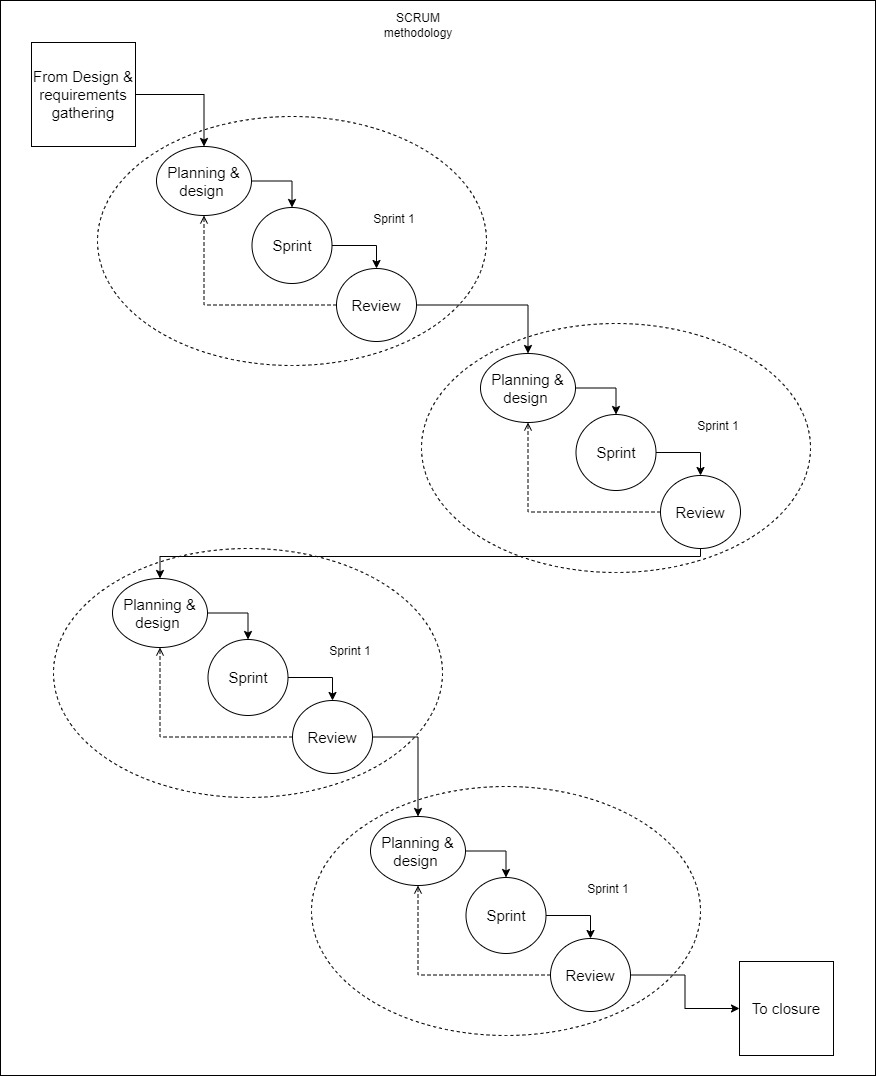 SCRUM
methodology
From Design &
requirements
gathering
Planning &
design
Sprint 1
Sprint
Review
Planning &
design
Sprint 1
Sprint
Review
Planning &
design
Sprint 1
Sprint
Review
Planning &
design
Sprint 1
Sprint
Review
To closure